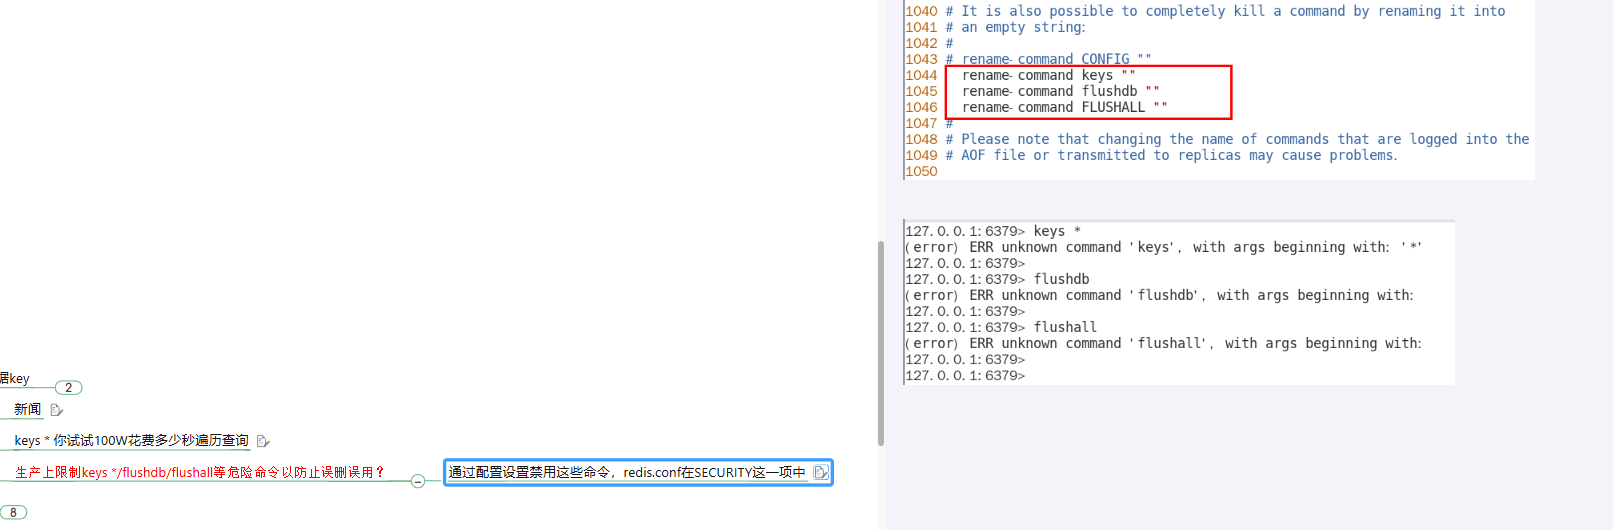 1040 # It is also possible to completely kill a command by renaming it into
1041 # an empty string:
1042 #
1043 # rename-command CONFIG ""
1044 rename-command keys ""
1045 rename-command flushdb ""
1046 rename-command FLUSHALL ""
1047 #
1048 # Please note that changing the name of commands that are logged into the
1049 # AOF file or transmitted to replicas may cause problems.
1050
127.0.0.1:6379> keys *
(error) ERR unknown command 'keys', with args beginning with: '*'
127.0.0.1:6379>
127.0.0.1:6379> flushdb
(error) ERR unknown command 'flushdb', with args beginning with:
127.0.0.1:6379>
127.0.0.1:6379> flushall
(error) ERR unknown command 'flushall', with args beginning with:
127.0.0.1:6379>
127.0.0.1:6379>
key 2
新闻
keys * 你试试100W花费多少秒遍历查询
生产上限制keys */flushdb/flushall等危险命令以防止误删误用？
通过配置设置禁用这些命令，redis.conf在SECURITY这一项中
8